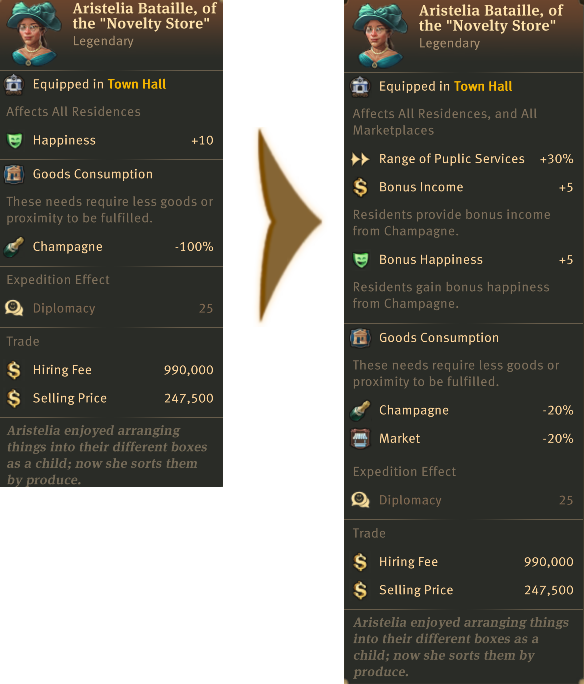 Aristelia Bataille, of
the "Novelty Store"
Legendary
Equipped in Town Hall
Affects All Residences
Happiness +10
Goods Consumption
These needs require less goods or
proximity to be fulfilled.
Champagne -100%
Expedition Effect
Diplomacy 25
Trade
Hiring Fee 990,000
Selling Price 247,500
Aristelia enjoyed arranging
things into their different boxes
as a child; now she sorts them
by produce.
Aristelia Bataille, of
the "Novelty Store"
Legendary
Equipped in Town Hall
Affects All Residences, and All
Marketplaces
Range of Puplic Services +30%
Bonus Income +5
Residents provide bonus income
from Champagne.
Bonus Happiness +5
Residents gain bonus happiness
from Champagne.
Goods Consumption
These needs require less goods or
proximity to be fulfilled.
Champagne -20%
Market -20%
Expedition Effect
Diplomacy 25
Trade
Hiring Fee 990,000
Selling Price 247,500
Aristelia enjoyed arranging things
into their different boxes as a
child; now she sorts them by
produce.